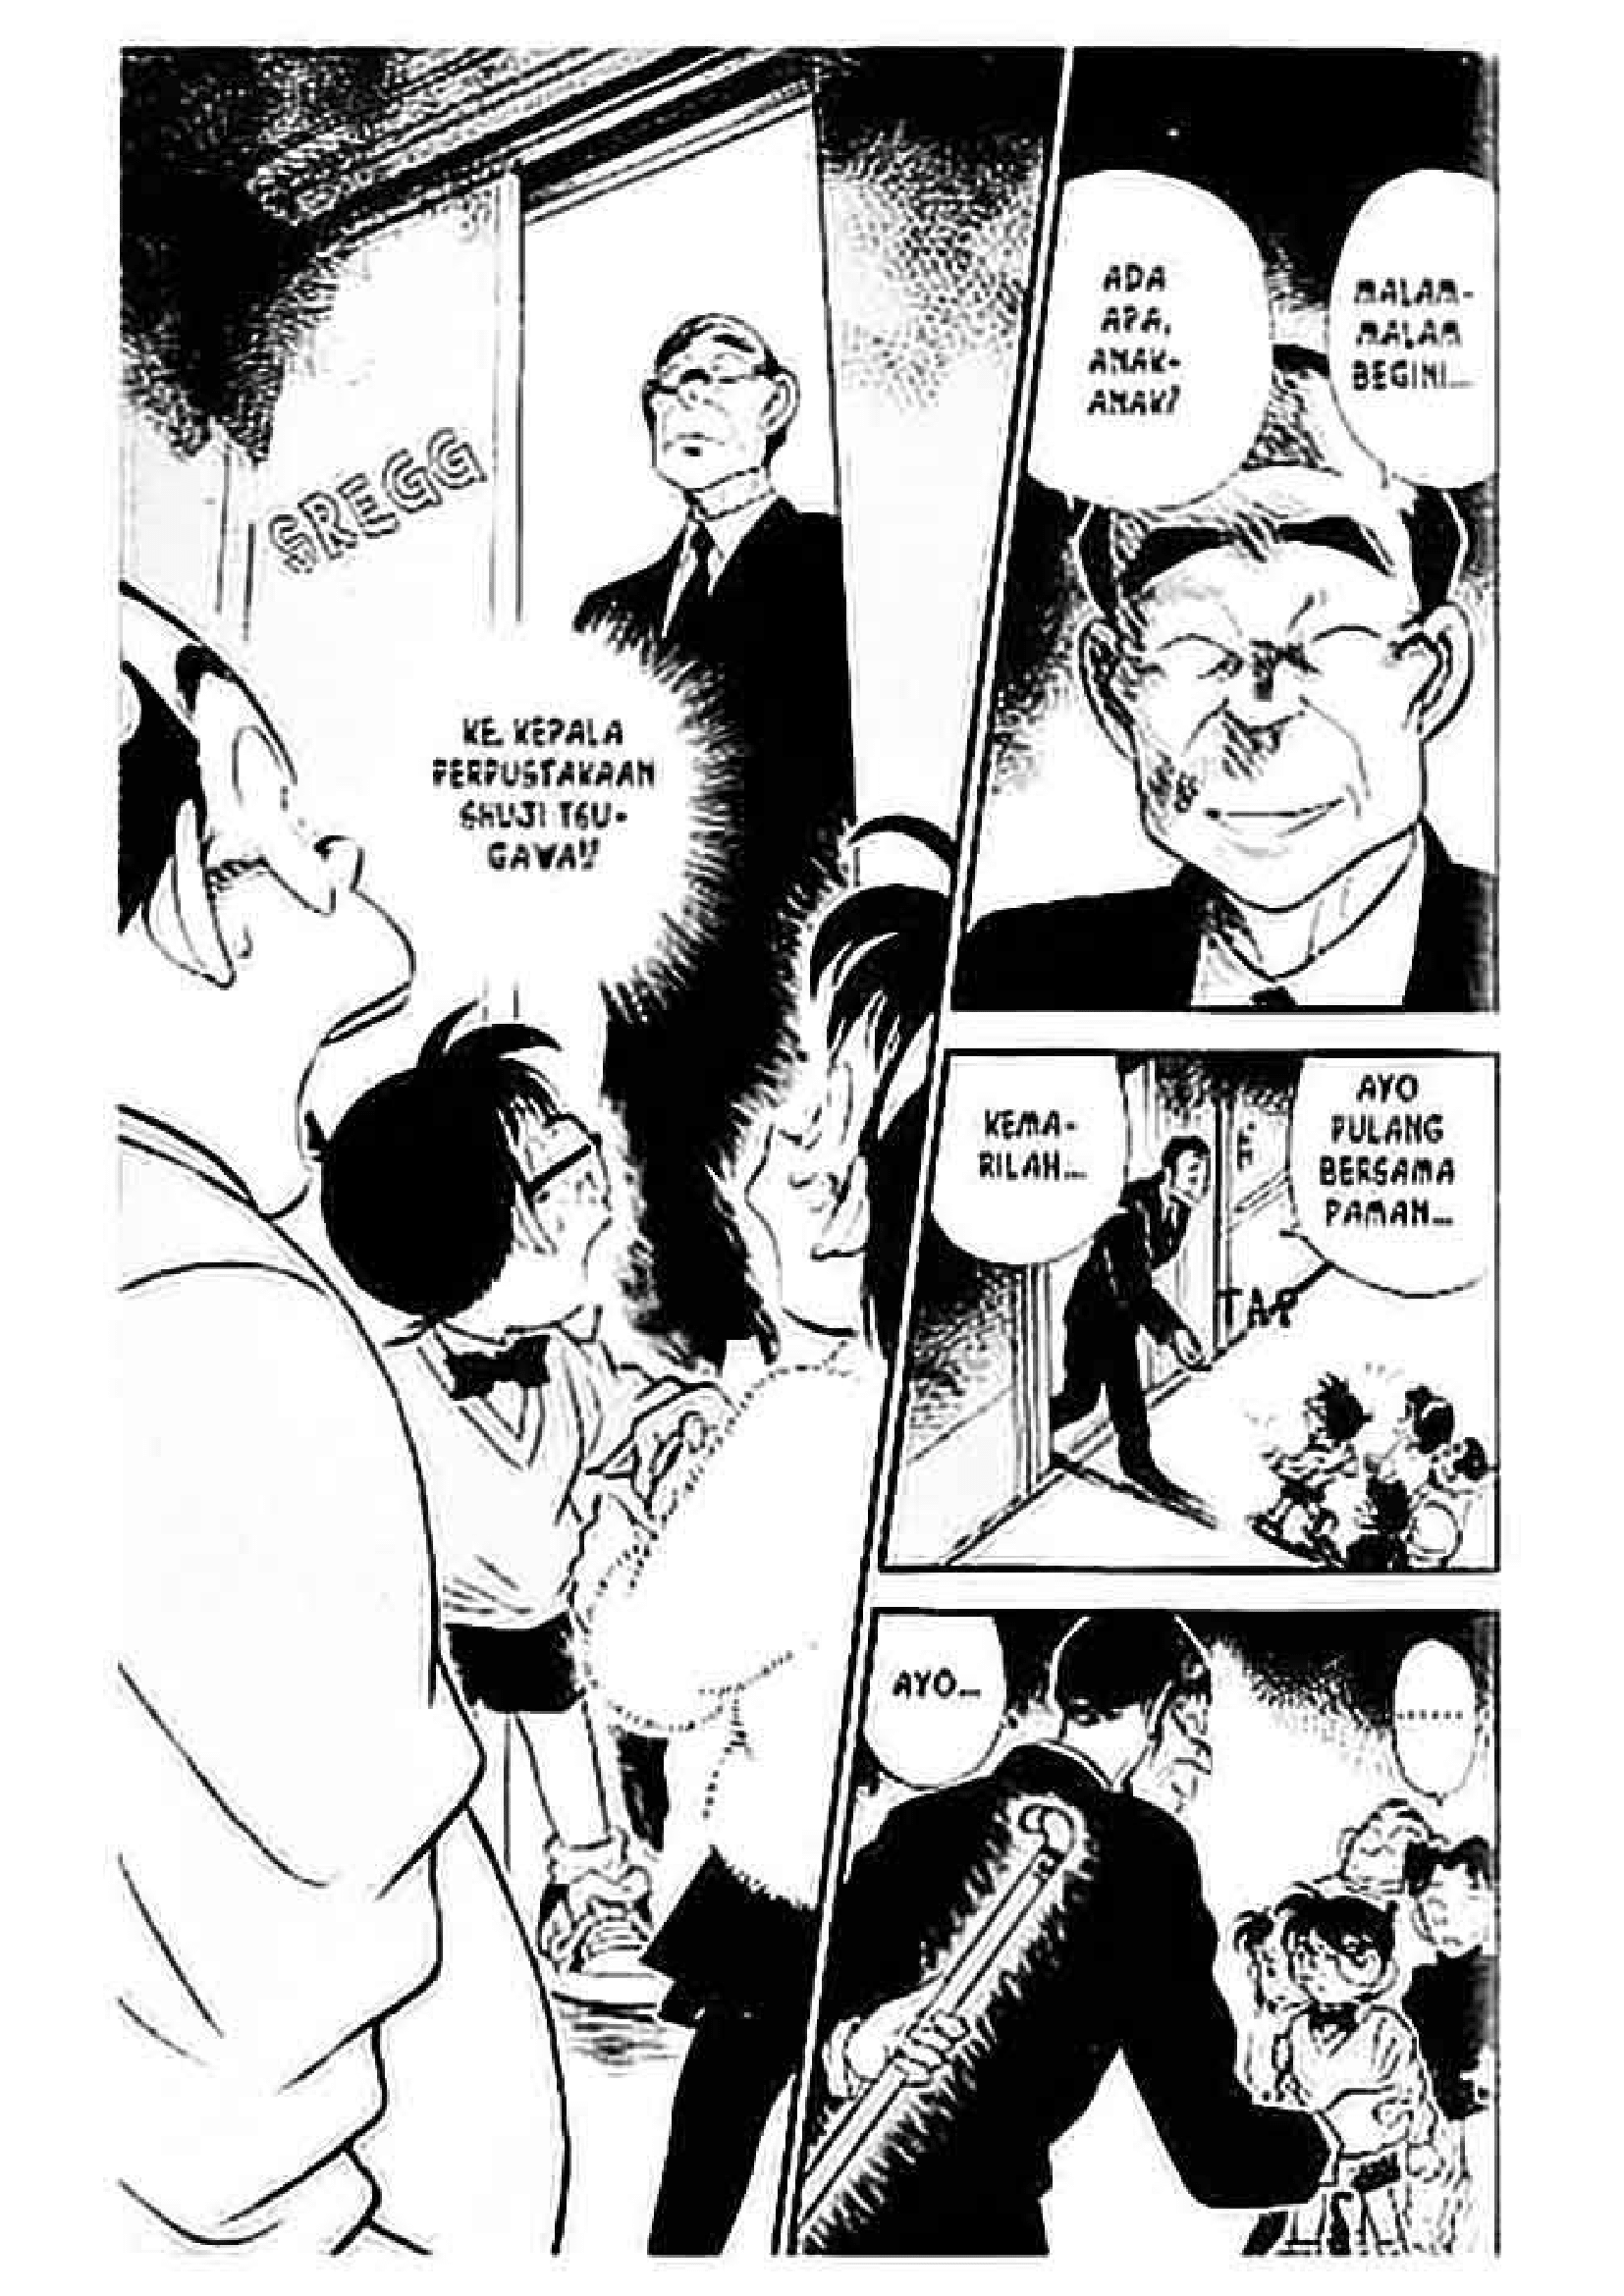 SREGG
KE, KEPALA
PERPUSTAKAAN
SHUJI TSU-
GAWA!!
MALAM-
MALAM
BEGINI...
ADA
APA,
ANAK-
ANAK?
AYO
PULANG
BERSAMA
PAMAN...
KEMA-
RILAH...
TAP
.......
AYO...